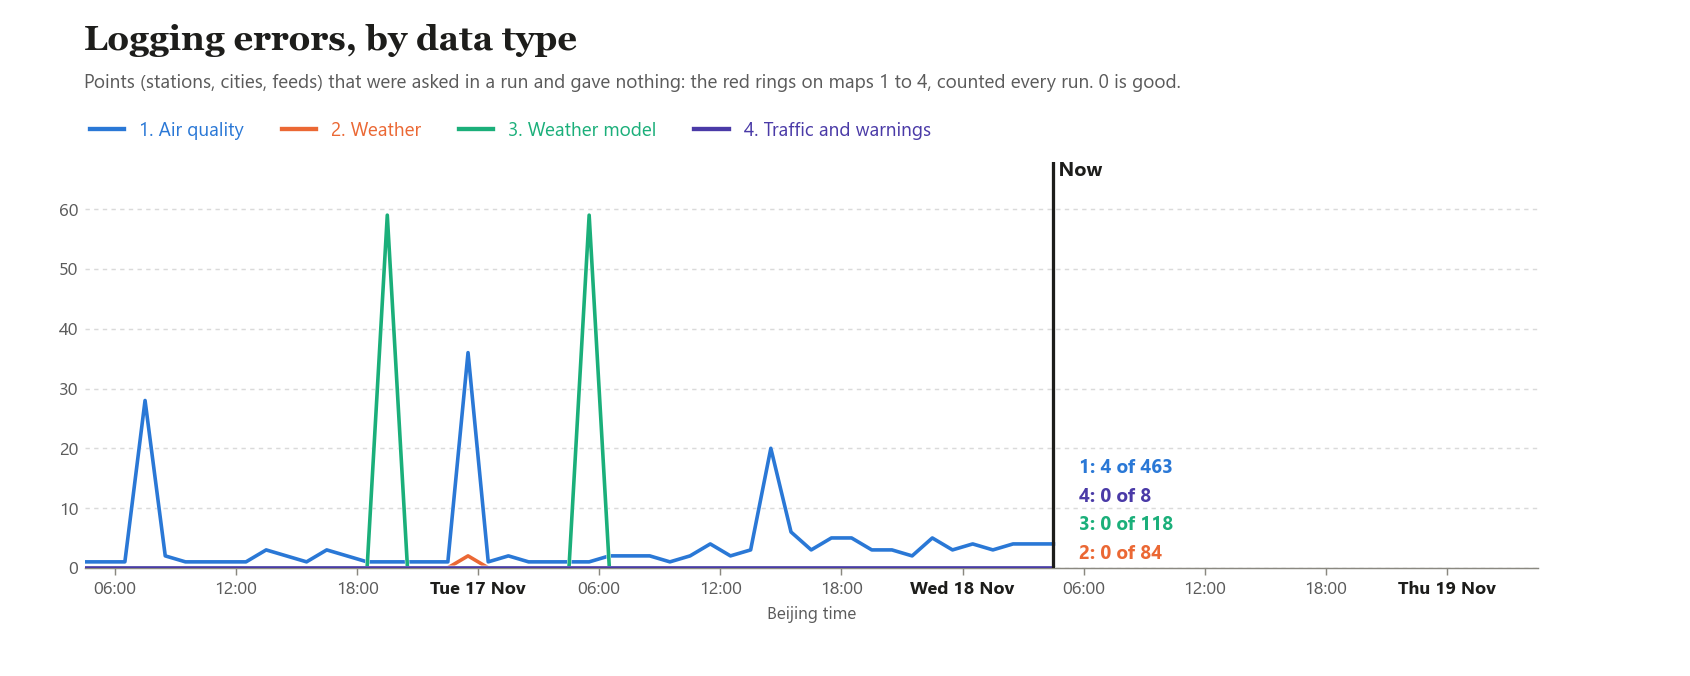 Logging errors, by data type
Points (stations, cities, feeds) that were asked in a run and gave nothing: the red rings on maps 1 to 4, counted every run. 0 is good.
1. Air quality 2. Weather 3. Weather model 4. Traffic and warnings
Now
60
50
40
30
20
10
0
1: 4 of 463
4: 0 of 8
3: 0 of 118
2: 0 of 84
06:00 12:00 18:00 Tue 17 Nov 06:00 12:00 18:00 Wed 18 Nov 06:00 12:00 18:00 Thu 19 Nov
Beijing time